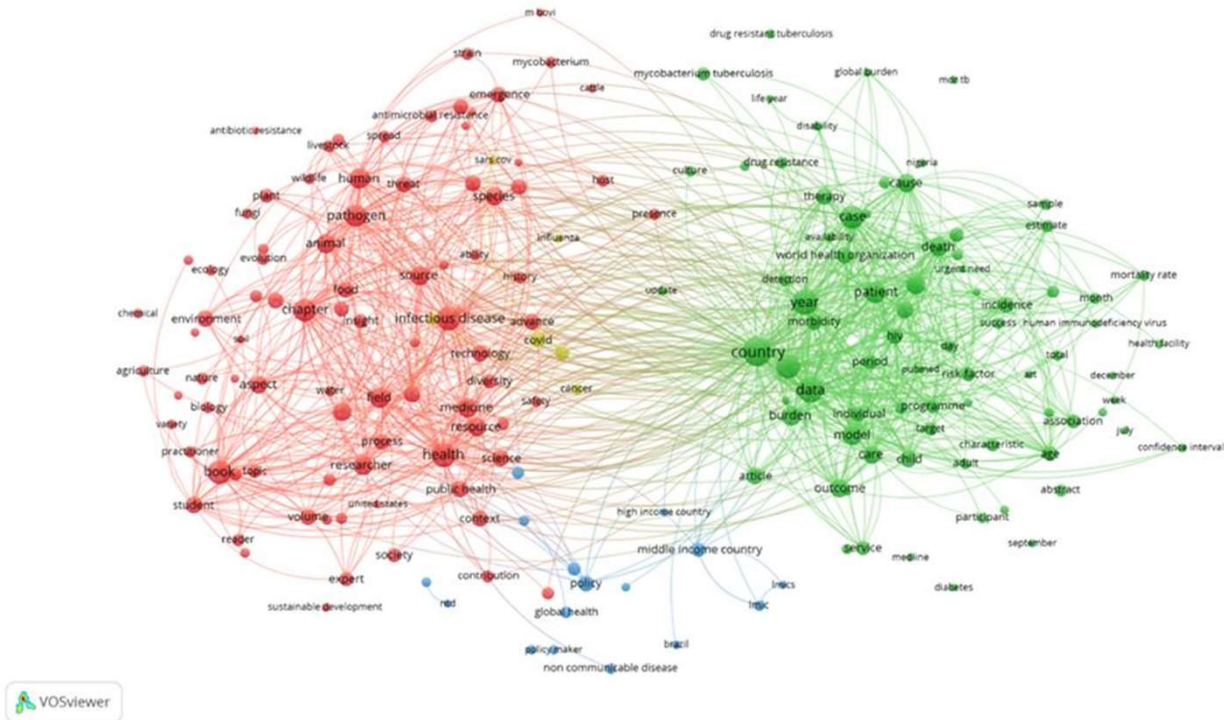 m bovi
drug resistant tuberculosis
strain
mycobacterium
mycobacterium tuberculosis
global burden
mdr tb
cattle
emergence
life year
antimicrobial resistance
disability
antibiotic resistance
spread
livestock
sars cov
drug resistance
nigeria
culture
wildlife
human
threat
host
cause
plant
species
therapy
sample
fungi
pathogen
presence
case
estimate
animal
influenza
availability
death
evolution
ability
world health organization
ecology
source
history
detection
urgent need
mortality rate
food
update
year
patient
incidence
month
chemical
environment
chapter
insight
infectious disease
advance
morbidity
success
human immunodeficiency virus
soil
covid
hiv
day
health facility
technology
country
period
pubmed
risk factor
total
agriculture
nature
aspect
water
diversity
cancer
data
art
december
biology
field
medicine
safety
burden
individual
programme
week
variety
resource
model
target
association
july
practitioner
process
characteristic
confidence interval
book
topic
researcher
health
science
care
child
adult
age
student
united states
public health
article
outcome
abstract
volume
context
high income country
participant
reader
society
middle income country
service
medline
september
expert
contribution
policy
lmics
diabetes
sustainable development
ncd
global health
lmic
policy maker
brazil
non communicable disease
VOSviewer